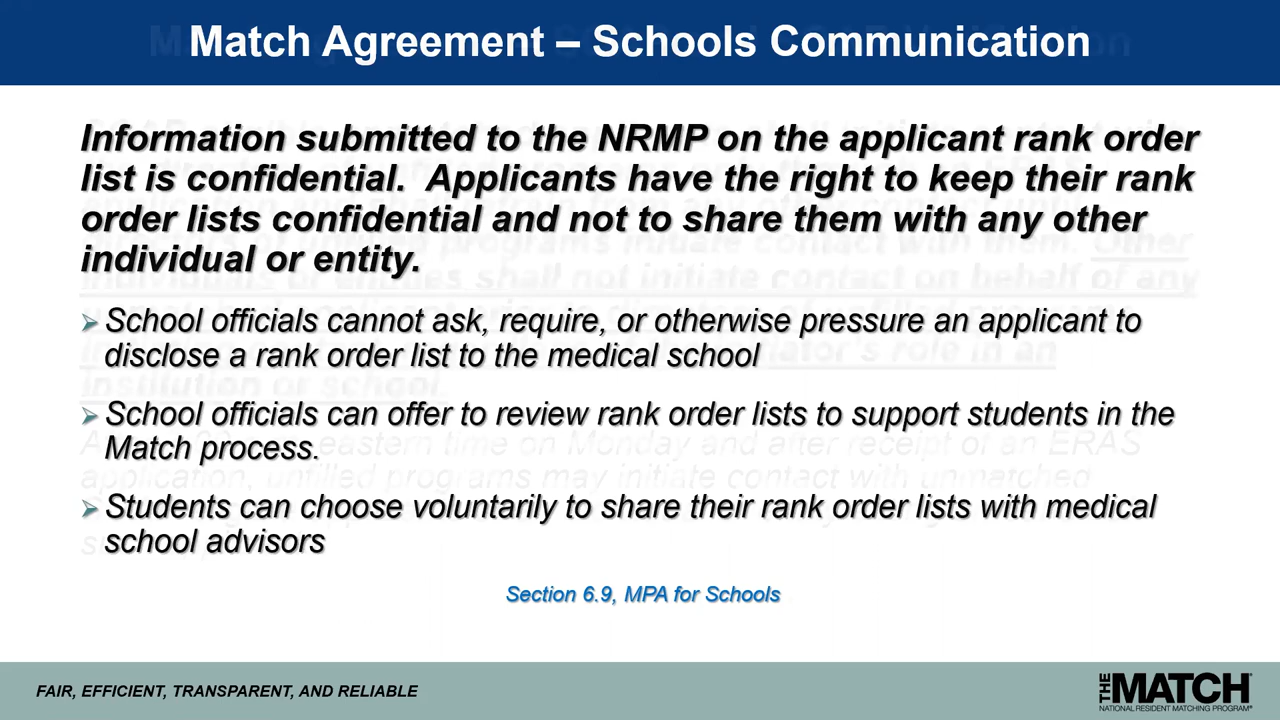 Match Agreement – Schools Communication
Information submitted to the NRMP on the applicant rank order
list is confidential.  Applicants have the right to keep their rank
order lists confidential and not to share them with any other
individual or entity.
School officials cannot ask, require, or otherwise pressure an applicant to
disclose a rank order list to the medical school
School officials can offer to review rank order lists to support students in the
Match process.
Students can choose voluntarily to share their rank order lists with medical
school advisors
Section 6.9, MPA for Schools
FAIR, EFFICIENT, TRANSPARENT, AND RELIABLE
THE MATCH
NATIONAL RESIDENT MATCHING PROGRAM®